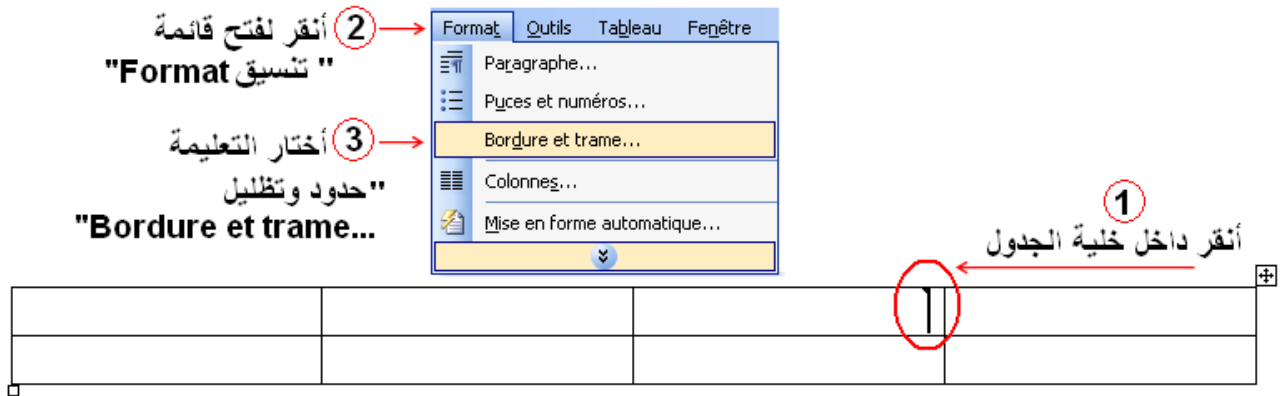 ② أنقر لفتح قائمة
" تنسيق Format"
Format Outils Tableau Fenêtre
Paragraphe...
Puces et numéros...
Bordure et trame...
Colonnes...
Mise en forme automatique...
③ أختار التعليمة
"حدود وتظليل
Bordure et trame..."
①
أنقر داخل خلية الجدول